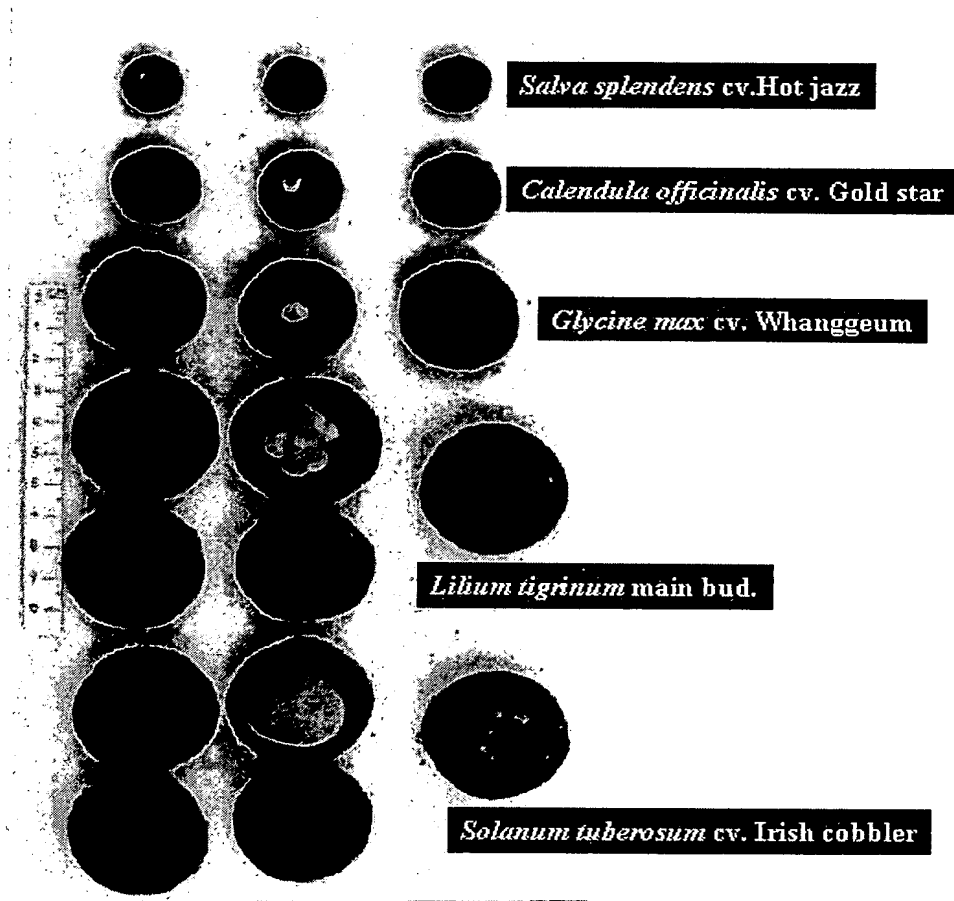 Salva splendens cv.Hot jazz
Calendula officinalis cv. Gold star
Glycine max cv. Whanggeum
Lilium tigrinum main bud.
Solanum tuberosum cv. Irish cobbler